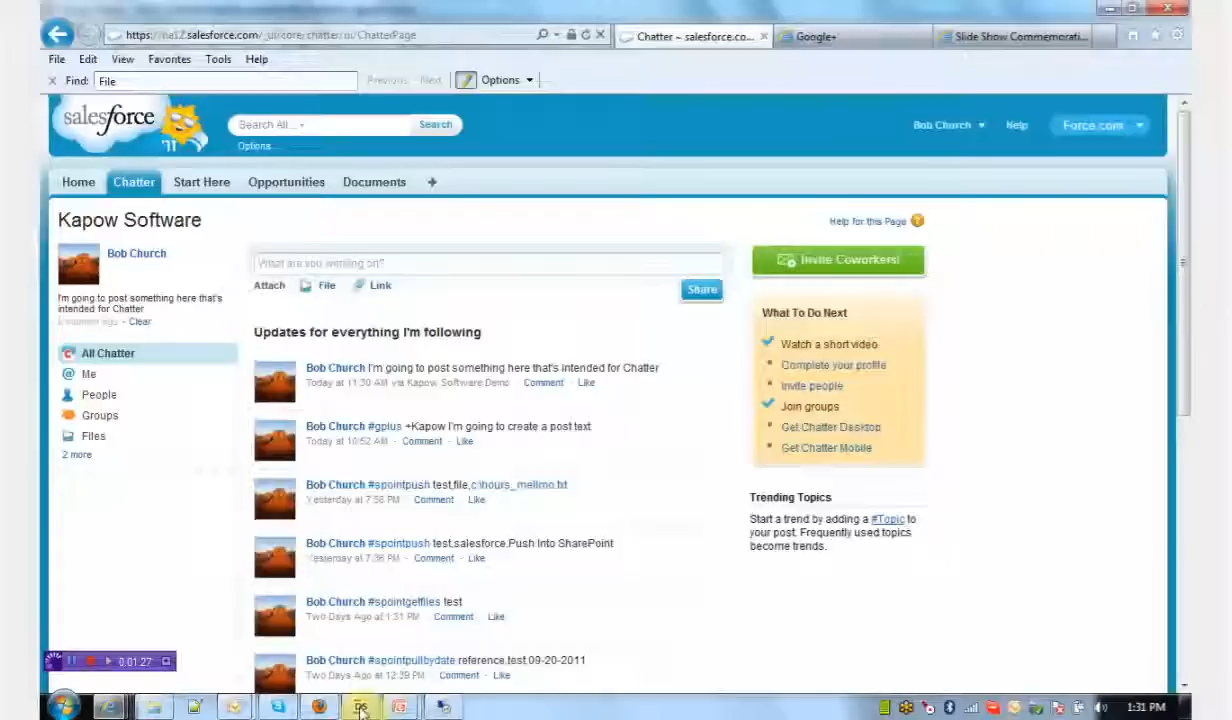 https://na12.salesforce.com/_ui/core/chatter/ui/ChatterPage
Chatter ~ salesforce.co...
Google+
Slide Show Commemorati...
File Edit View Favorites Tools Help
Find: File Previous Next Options
salesforce
Search All... Search
Options...
Bob Church Help Force.com
Home Chatter Start Here Opportunities Documents
Kapow Software
Help for this Page
Bob Church
I'm going to post something here that's
intended for Chatter
Clear
All Chatter
Me
People
Groups
Files
2 more
What are you working on?
Attach File Link
Share
Updates for everything I'm following
Bob Church I'm going to post something here that's intended for Chatter
Today at 11:30 AM via Kapow Software Demo · Comment · Like
Bob Church #gplus +Kapow I'm going to create a post text
Today at 10:52 AM · Comment · Like
Bob Church #spointpush test,file,c:\hours_mellmo.txt
Yesterday at 7:58 PM · Comment · Like
Bob Church #spointpush test,salesforce,Push Into SharePoint
Yesterday at 7:36 PM · Comment · Like
Bob Church #spointgetfiles test
Two Days Ago at 1:31 PM · Comment · Like
Bob Church #spointpullbydate reference,test,09-20-2011
Two Days Ago at 12:39 PM · Comment · Like
Invite Coworkers!
What To Do Next
Watch a short video
Complete your profile
Invite people
Join groups
Get Chatter Desktop
Get Chatter Mobile
Trending Topics
Start a trend by adding a #Topic to
your post. Frequently used topics
become trends.
0:01:27
DS
1:31 PM